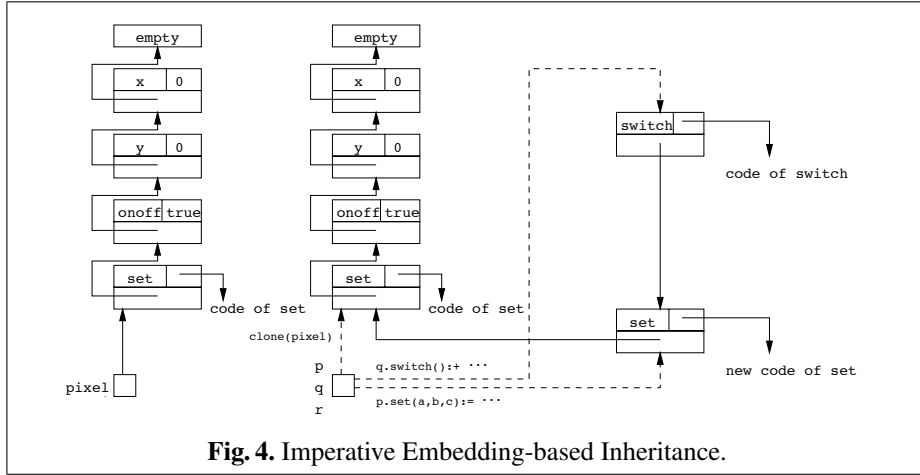 empty
x 0
y 0
onoff true
set
code of set
pixel
empty
x 0
y 0
onoff true
set
code of set
clone(pixel)
p
q
r
q.switch():+ ···
p.set(a,b,c):= ···
switch
code of switch
set
new code of set
Fig. 4. Imperative Embedding-based Inheritance.